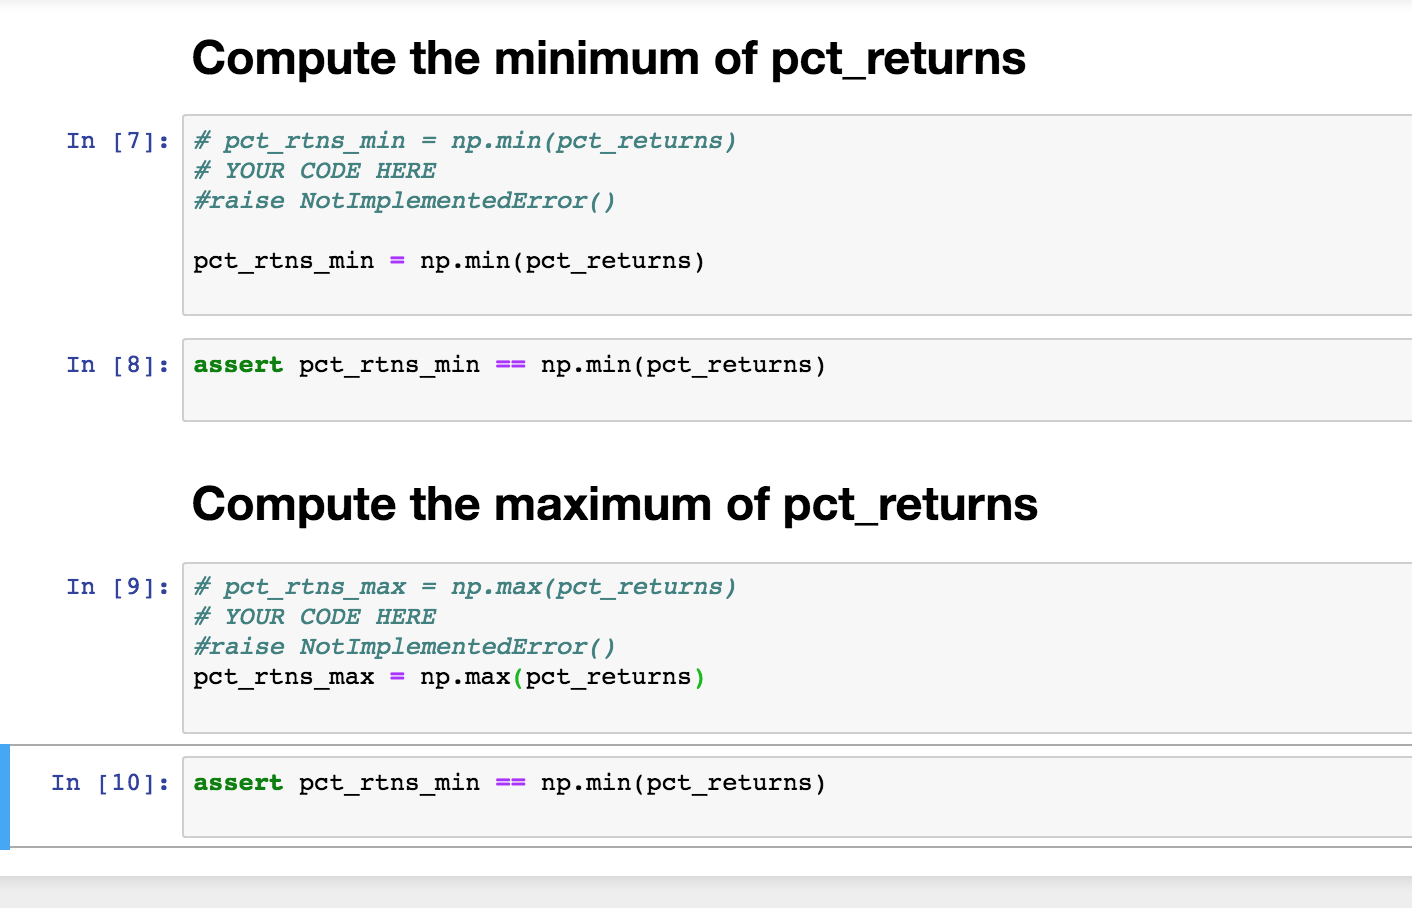 Compute the minimum of pct_returns
In [7]: # pct_rtns_min = np.min(pct_returns)
# YOUR CODE HERE
#raise NotImplementedError()
pct_rtns_min = np.min(pct_returns)
In [8]: assert pct_rtns_min == np.min(pct_returns)
Compute the maximum of pct_returns
In [9]: # pct_rtns_max = np.max(pct_returns)
# YOUR CODE HERE
#raise NotImplementedError()
pct_rtns_max = np.max(pct_returns)
In [10]: assert pct_rtns_min == np.min(pct_returns)